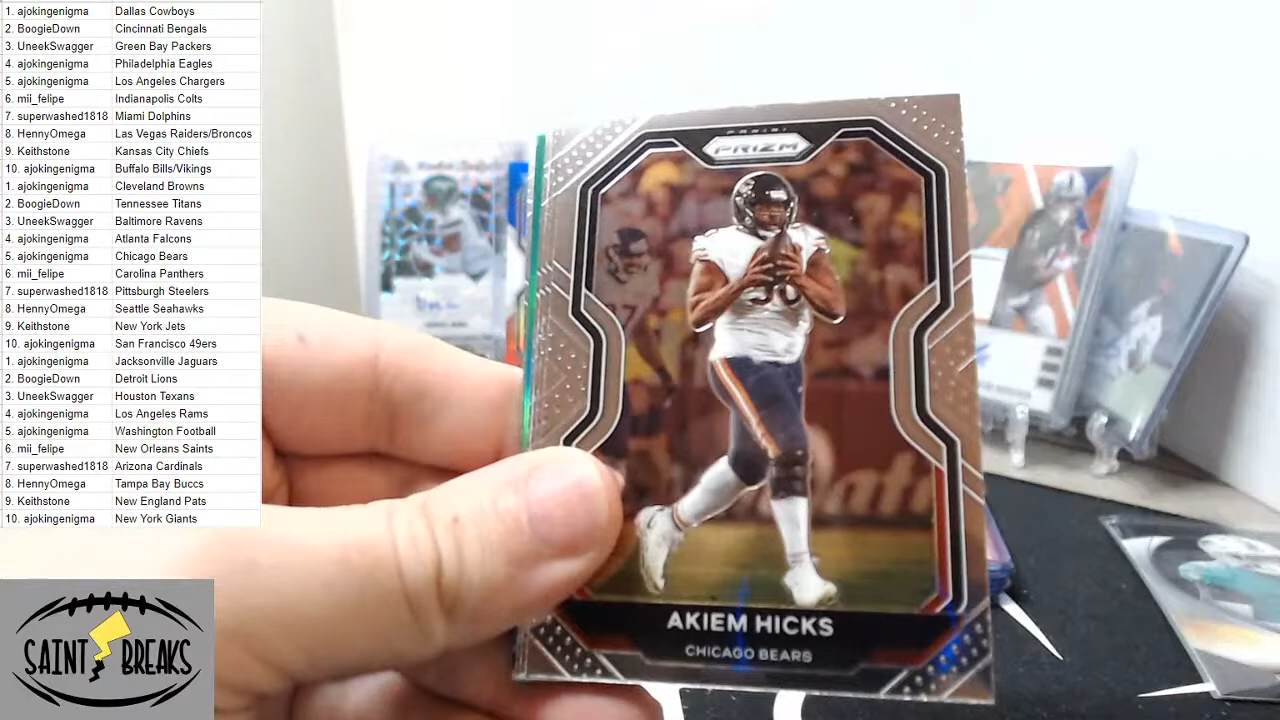 1. ajokingenigma Dallas Cowboys
2. BoogieDown Cincinnati Bengals
3. UneekSwagger Green Bay Packers
4. ajokingenigma Philadelphia Eagles
5. ajokingenigma Los Angeles Chargers
6. mii_felipe Indianapolis Colts
7. superwashed1818 Miami Dolphins
8. HennyOmega Las Vegas Raiders/Broncos
9. Keithstone Kansas City Chiefs
10. ajokingenigma Buffalo Bills/Vikings
1. ajokingenigma Cleveland Browns
2. BoogieDown Tennessee Titans
3. UneekSwagger Baltimore Ravens
4. ajokingenigma Atlanta Falcons
5. ajokingenigma Chicago Bears
6. mii_felipe Carolina Panthers
7. superwashed1818 Pittsburgh Steelers
8. HennyOmega Seattle Seahawks
9. Keithstone New York Jets
10. ajokingenigma San Francisco 49ers
1. ajokingenigma Jacksonville Jaguars
2. BoogieDown Detroit Lions
3. UneekSwagger Houston Texans
4. ajokingenigma Los Angeles Rams
5. ajokingenigma Washington Football
6. mii_felipe New Orleans Saints
7. superwashed1818 Arizona Cardinals
8. HennyOmega Tampa Bay Buccs
9. Keithstone New England Pats
10. ajokingenigma New York Giants
PANINI
PRIZM
AKIEM HICKS
CHICAGO BEARS
SAINT BREAKS